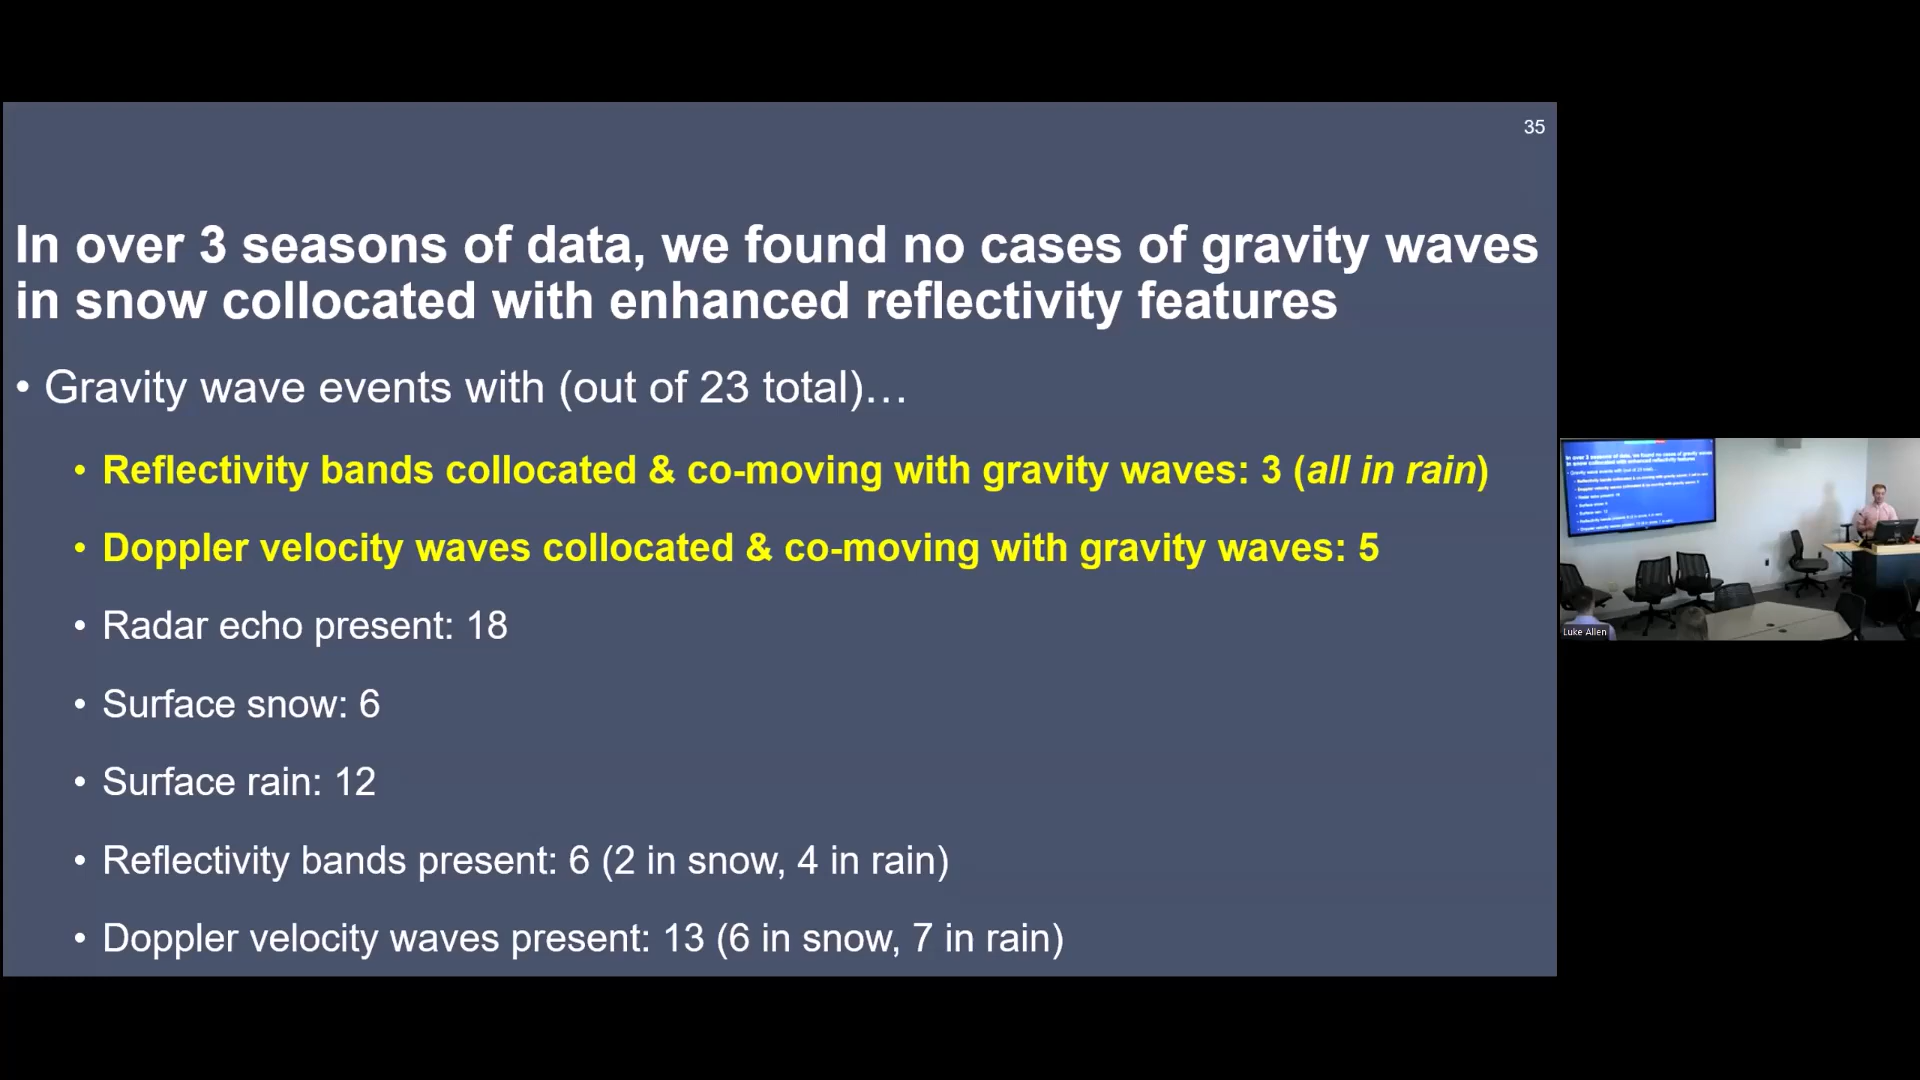 35
In over 3 seasons of data, we found no cases of gravity waves
in snow collocated with enhanced reflectivity features
• Gravity wave events with (out of 23 total)…
• Reflectivity bands collocated & co-moving with gravity waves: 3 (all in rain)
• Doppler velocity waves collocated & co-moving with gravity waves: 5
• Radar echo present: 18
• Surface snow: 6
• Surface rain: 12
• Reflectivity bands present: 6 (2 in snow, 4 in rain)
• Doppler velocity waves present: 13 (6 in snow, 7 in rain)
Luke Allen